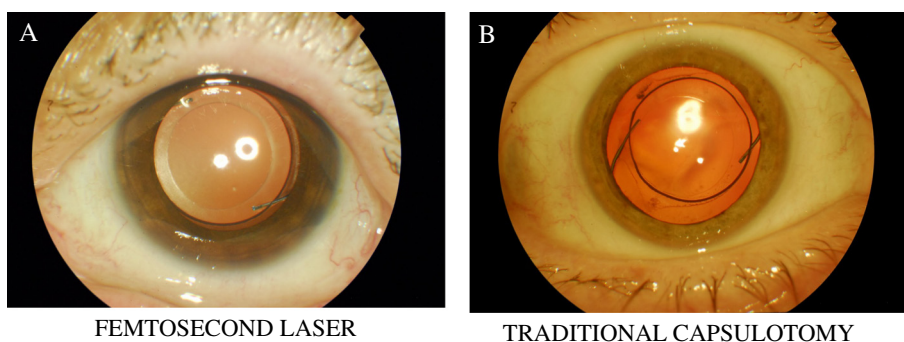 A
B
FEMTOSECOND LASER
TRADITIONAL CAPSULOTOMY